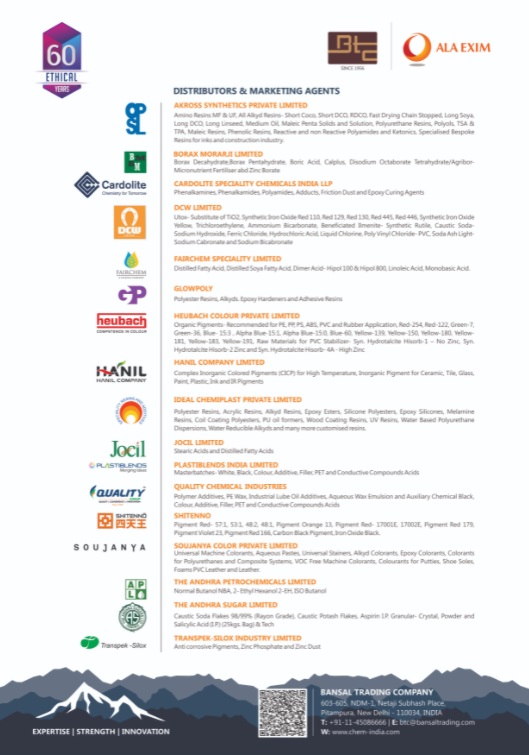 60
ETHICAL
YEARS
BTC
SINCE 1956
ALA EXIM
DISTRIBUTORS & MARKETING AGENTS
AKROSS SYNTHETICS PRIVATE LIMITED
Amino Resins MF & UF, All Alkyd Resins- Short Coco, Short DCO, RDCO, Fast Drying Chain Stopped, Long Soya,
Long DCO, Long Linseed, Medium Oil, Maleic Penta Solids and Solution, Polyurethane Resins, Polyols, TSA &
TPA, Maleic Resins, Phenolic Resins, Reactive and non Reactive Polyamides and Ketonics, Specialised Bespoke
Resins for inks and construction industry
BORAX MORARJI LIMITED
Borax Decahydrate, Borax Pentahydrate, Boric Acid, Calplus, Disodium Octaborate Tetrahydrate/Agribor-
Micronutrient Fertiliser abd Zinc Borate
Cardolite
Chemistry for Tomorrow
CARDOLITE SPECIALITY CHEMICALS INDIA LLP
Phenalkamines, Phenalkamides, Polyamides, Adducts, Friction Dust and Epoxy Curing Agents
DCW
DCW LIMITED
Utox- Substitute of TiO2, Synthetic Iron Oxide Red 110, Red 129, Red 130, Red 445, Red 446, Synthetic Iron Oxide
Yellow, Trichloroethylene, Ammonium Bicarbonate, Beneficiated Ilmenite- Synthetic Rutile, Caustic Soda-
Sodium Hydroxide, Ferric Chloride, Hydrochloric Acid, Liquid Chlorine, Poly Vinyl Chloride- PVC, Soda Ash Light-
Sodium Cabronate and Sodium Bicabronate
FAIRCHEM
FAIRCHEM SPECIALITY LIMITED
Distilled Fatty Acid, Distilled Soya Fatty Acid, Dimer Acid- Hipol 100 & Hipol 800, Linoleic Acid, Monobasic Acid.
GP
GLOWPOLY
Polyester Resins, Alkyds, Epoxy Hardeners and Adhesive Resins
heubach
COMPETENCE IN COLOUR
HEUBACH COLOUR PRIVATE LIMITED
Organic Pigments- Recommended for PE, PP, PS, ABS, PVC and Rubber Application, Red-254, Red-122, Green-7,
Green-36, Blue- 15:3 , Alpha Blue-15:1, Alpha Blue-15:0, Blue-60, Yellow-139, Yellow-150, Yellow-180, Yellow-
181, Yellow-183, Yellow-191, Raw Materials for PVC Stabilizer- Syn. Hydrotalcite Hisorb-1 – No Zinc, Syn.
Hydrotalcite Hisorb-2 Zinc and Syn. Hydrotalcite Hisorb -4A - High Zinc
HANIL
HANIL COMPANY
HANIL COMPANY LIMITED
Complex Inorganic Colored Pigments (CICP) for High Temperature, Inorganic Pigment for Ceramic, Tile, Glass,
Paint, Plastic, Ink and IR Pigments
IDEAL CHEMIPLAST PRIVATE LIMITED
Polyester Resins, Acrylic Resins, Alkyd Resins, Epoxy Esters, Silicone Polyesters, Epoxy Silicones, Melamine
Resins, Coil Coating Polyesters, PU oil formers, Wood Coating Resins, UV Resins, Water Based Polyurethane
Dispersions, Water Reducible Alkyds and many more customised resins.
Jocil
JOCIL LIMITED
Stearic Acids and Distilled Fatty Acids
PLASTIBLENDS
PLASTIBLENDS INDIA LIMITED
Masterbatches- White, Black, Colour, Additive, Filler, PET and Conductive Compounds Acids
QUALITY
QUALITY CHEMICAL INDUSTRIES
Polymer Additives, PE Wax, Industrial Lube Oil Additives, Aqueous Wax Emulsion and Auxiliary Chemical Black,
Colour, Additive, Filler, PET and Conductive Compounds Acids
SHITENNO
四天王
SHITENNO
Pigment Red- 57:1, 53:1, 48:2, 48:1, Pigment Orange 13, Pigment Red- 17001E, 17002E, Pigment Red 179,
Pigment Violet 23, Pigment Red 166, Carbon Black Pigment, Iron Oxide Black.
SOUJANYA
SOUJANYA COLOR PRIVATE LIMITED
Universal Machine Colorants, Aqueous Pastes, Universal Stainers, Alkyd Colorants, Epoxy Colorants, Colorants
for Polyurethanes and Composite Systems, VOC Free Machine Colorants, Colourants for Putties, Shoe Soles,
Foams PVC Leather and Leather.
APL
THE ANDHRA PETROCHEMICALS LIMITED
Normal Butanol NBA, 2- Ethyl Hexanol 2-EH, ISO Butanol
THE ANDHRA SUGAR LIMITED
Caustic Soda Flakes 98/99% (Rayon Grade), Caustic Potash Flakes, Aspirin I.P. Granular- Crystal, Powder and
Salicylic Acid (I.P.) (25kgs. Bag) & Tech
Transpek -Silox
TRANSPEK-SILOX INDUSTRY LIMITED
Anti corrosive Pigments, Zinc Phosphate and Zinc Dust
EXPERTISE | STRENGTH | INNOVATION
BANSAL TRADING COMPANY
603-605, NDM-1, Netaji Subhash Place,
Pitampura, New Delhi - 110034, INDIA
T: +91-11-45086666 | E: btc@bansaltrading.com
W: www.chem-india.com